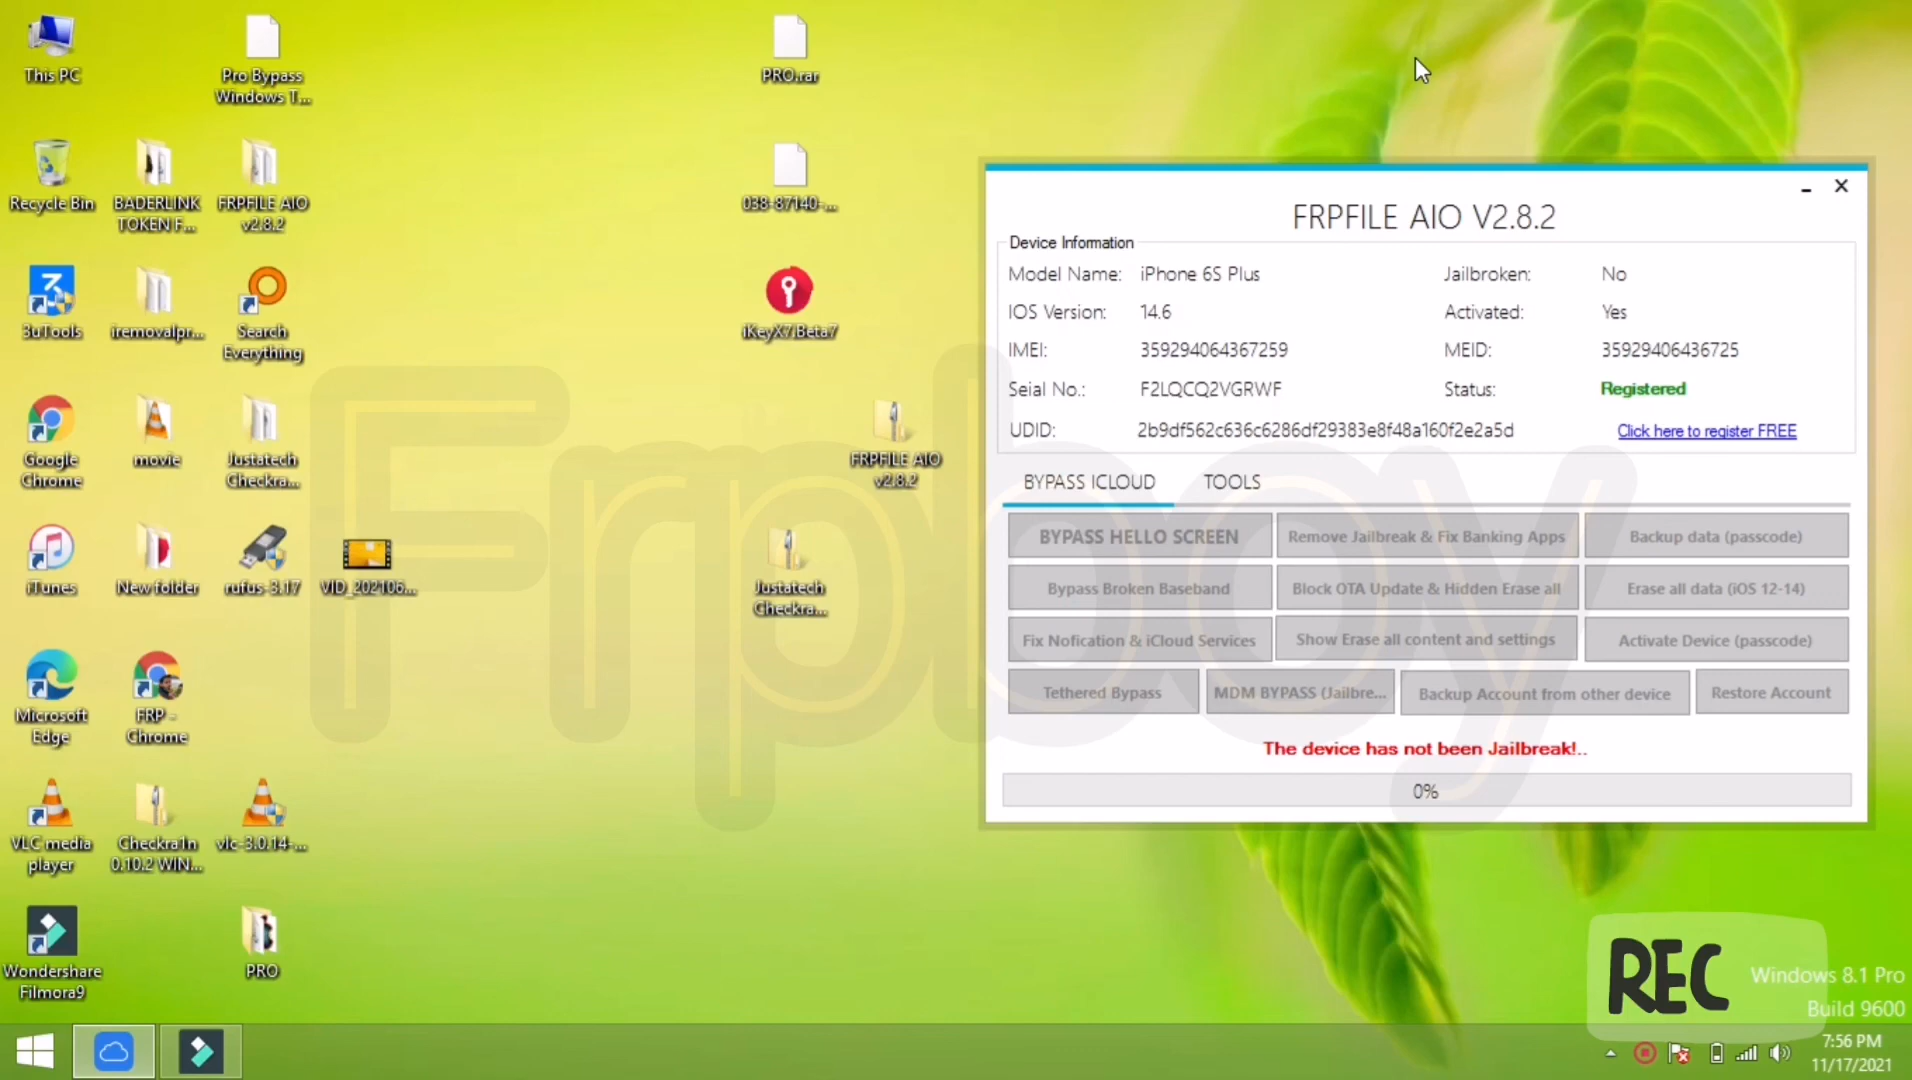 This PC
Pro Bypass
Windows T...
PRO.rar
Recycle Bin
BADERLINK
TOKEN F...
FRPFILE AIO
v2.8.2
038-87140-...
3uTools
iremovalpr...
Search
Everything
iKeyX7.Beta7
Google
Chrome
movie
Justatech
Checkra...
FRPFILE AIO
v2.8.2
iTunes
New folder
rufus-3.17
VID_202106...
Justatech
Checkra...
Microsoft
Edge
FRP -
Chrome
VLC media
player
Checkra1n
0.10.2 WIN...
vlc-3.0.14-...
Wondershare
Filmora9
PRO
Frpboy
FRPFILE AIO V2.8.2
Device Information
Model Name: iPhone 6S Plus Jailbroken: No
IOS Version: 14.6 Activated: Yes
IMEI: 359294064367259 MEID: 35929406436725
Seial No.: F2LQCQ2VGRWF Status: Registered
UDID: 2b9df562c636c6286df29383e8f48a160f2e2a5d Click here to register FREE
BYPASS ICLOUD TOOLS
BYPASS HELLO SCREEN Remove Jailbreak & Fix Banking Apps Backup data (passcode)
Bypass Broken Baseband Block OTA Update & Hidden Erase all Erase all data (iOS 12-14)
Fix Nofication & iCloud Services Show Erase all content and settings Activate Device (passcode)
Tethered Bypass MDM BYPASS (Jailbre... Backup Account from other device Restore Account
The device has not been Jailbreak!..
0%
REC
Windows 8.1 Pro
Build 9600
7:56 PM
11/17/2021